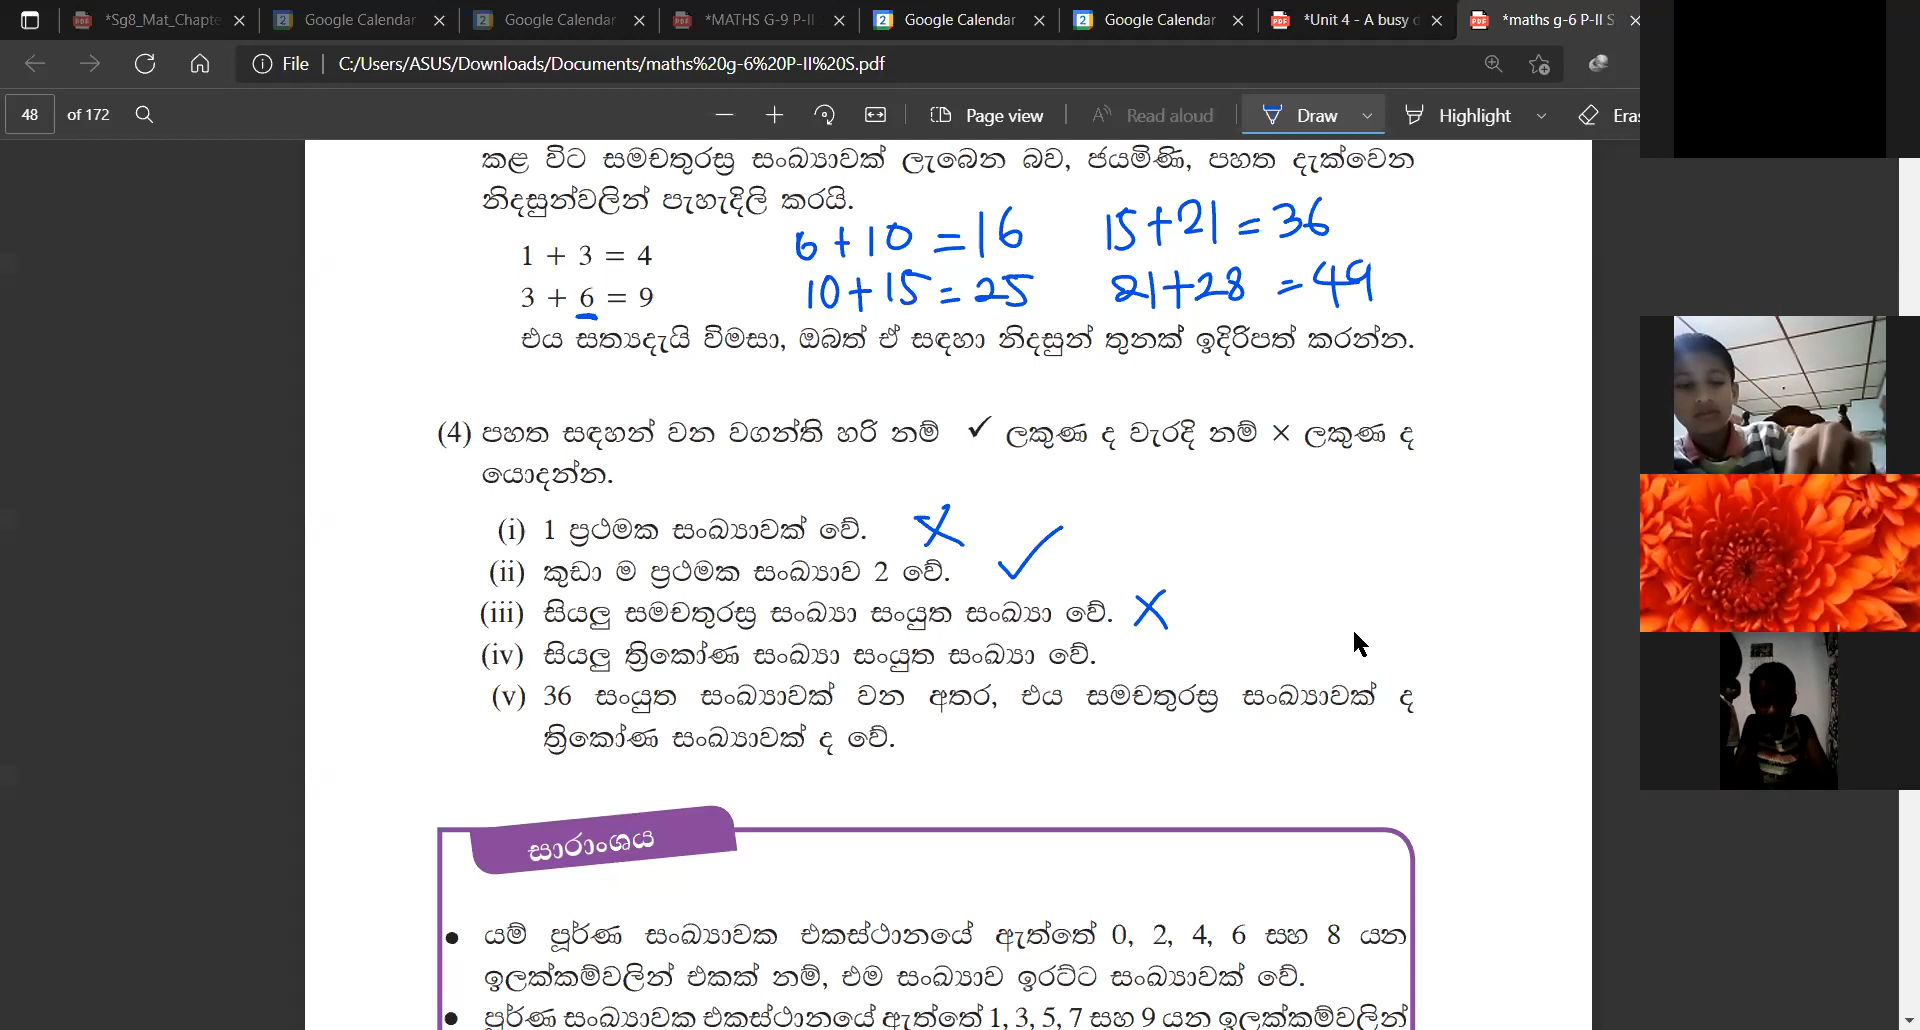 *Sg8_Mat_Chapte
Google Calendar
Google Calendar
*MATHS G-9 P-II
Google Calendar
Google Calendar
*Unit 4 - A busy d
*maths g-6 P-II S
File
C:/Users/ASUS/Downloads/Documents/maths%20g-6%20P-II%20S.pdf
48 of 172
Page view
Read aloud
Draw
Highlight
Eras
කළ විට සමචතුරස්‍ර සංඛ්‍යාවක් ලැබෙන බව, ජයමිණි, පහත දැක්වෙන
නිදසුන්වලින් පැහැදිලි කරයි.
1 + 3 = 4
3 + 6 = 9
6 + 10 = 16
10 + 15 = 25
15 + 21 = 36
21 + 28 = 49
එය සත්‍යදැයි විමසා, ඔබත් ඒ සඳහා නිදසුන් තුනක් ඉදිරිපත් කරන්න.
(4) පහත සඳහන් වන වගන්ති හරි නම් ✓ ලකුණ ද වැරදි නම් × ලකුණ ද
යොදන්න.
(i) 1 ප්‍රථමක සංඛ්‍යාවක් වේ. ×
(ii) කුඩා ම ප්‍රථමක සංඛ්‍යාව 2 වේ. ✓
(iii) සියලු සමචතුරස්‍ර සංඛ්‍යා සංයුත සංඛ්‍යා වේ. ×
(iv) සියලු ත්‍රිකෝණ සංඛ්‍යා සංයුත සංඛ්‍යා වේ.
(v) 36 සංයුත සංඛ්‍යාවක් වන අතර, එය සමචතුරස්‍ර සංඛ්‍යාවක් ද
ත්‍රිකෝණ සංඛ්‍යාවක් ද වේ.
සාරාංශය
● යම් පූර්ණ සංඛ්‍යාවක එකස්ථානයේ ඇත්තේ 0, 2, 4, 6 සහ 8 යන
ඉලක්කම්වලින් එකක් නම්, එම සංඛ්‍යාව ඉරට්ට සංඛ්‍යාවක් වේ.
● පූර්ණ සංඛ්‍යාවක එකස්ථානයේ ඇත්තේ 1, 3, 5, 7 සහ 9 යන ඉලක්කම්වලින්